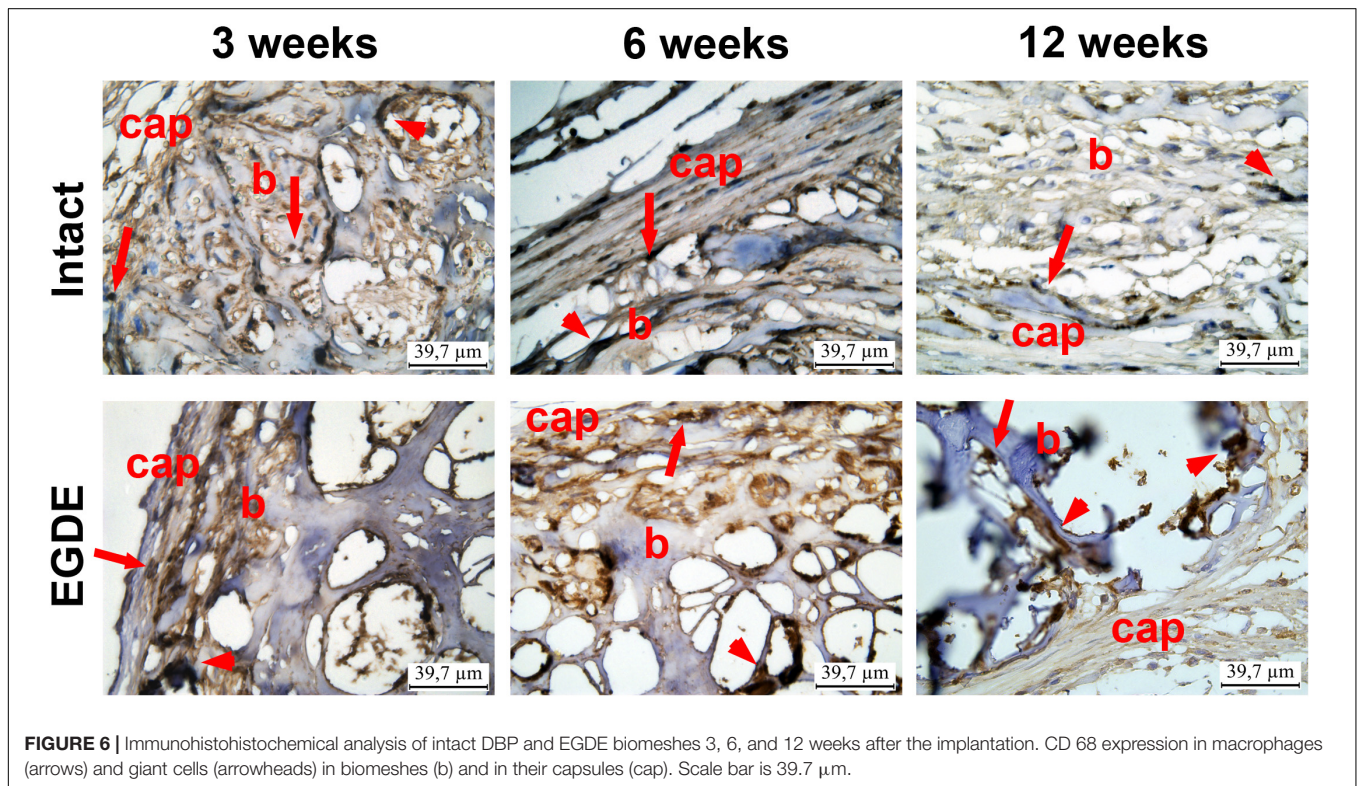 3 weeks 6 weeks 12 weeks
Intact
cap b 39,7 µm
cap b 39,7 µm
b cap 39,7 µm
EGDE
cap b 39,7 µm
cap b 39,7 µm
b cap 39,7 µm
FIGURE 6 | Immunohistohistochemical analysis of intact DBP and EGDE biomeshes 3, 6, and 12 weeks after the implantation. CD 68 expression in macrophages
(arrows) and giant cells (arrowheads) in biomeshes (b) and in their capsules (cap). Scale bar is 39.7 µm.